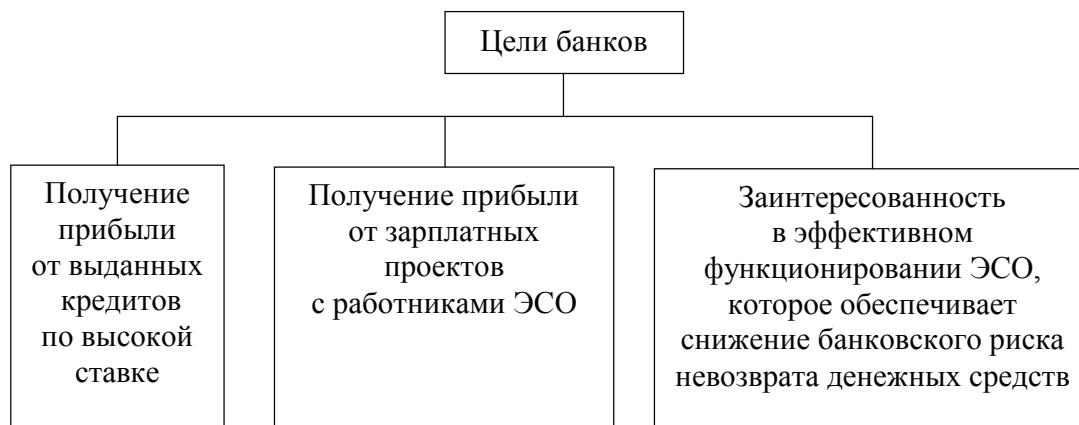 Цели банков
Получение
прибыли
от выданных
кредитов
по высокой
ставке
Получение прибыли
от зарплатных
проектов
с работниками ЭСО
Заинтересованность
в эффективном
функционировании ЭСО,
которое обеспечивает
снижение банковского риска
невозврата денежных средств